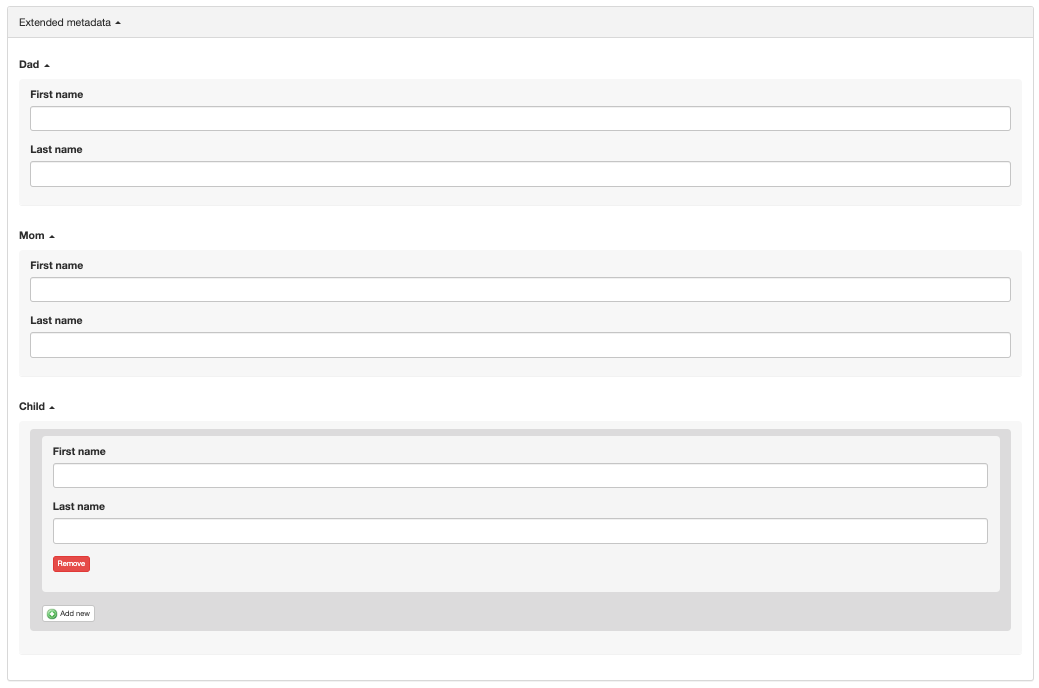 Extended metadata
Dad
First name
Last name
Mom
First name
Last name
Child
First name
Last name
Remove
Add new